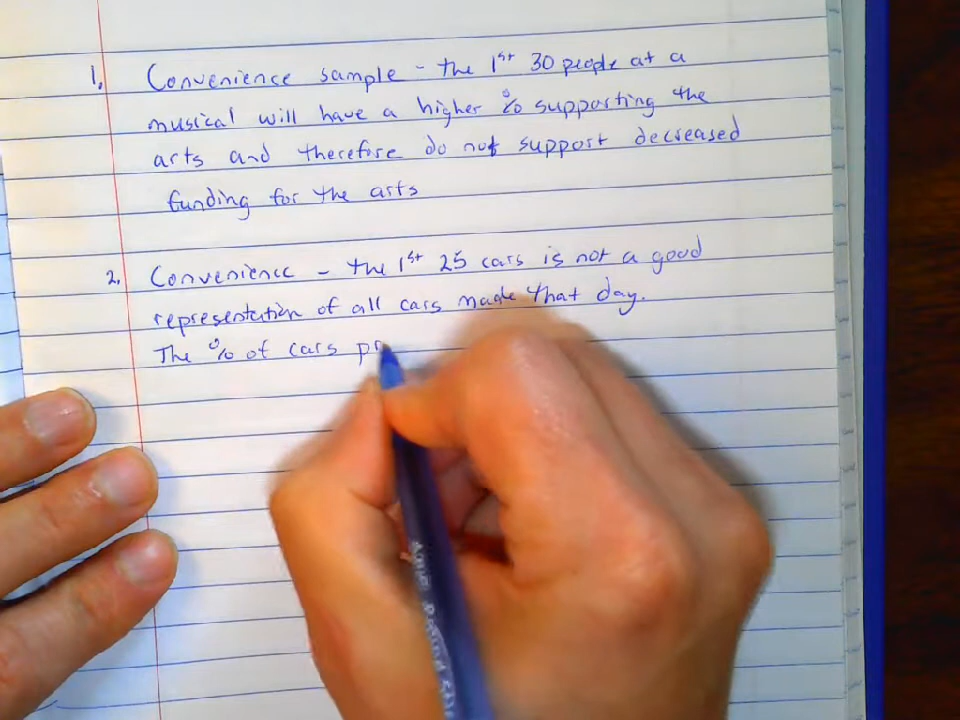 1. Convenience sample - the 1st 30 people at a
musical will have a higher % supporting the
arts and therefore do not support decreased
funding for the arts
2. Convenience - the 1st 25 cars is not a good
representation of all cars made that day.
The % of cars pr